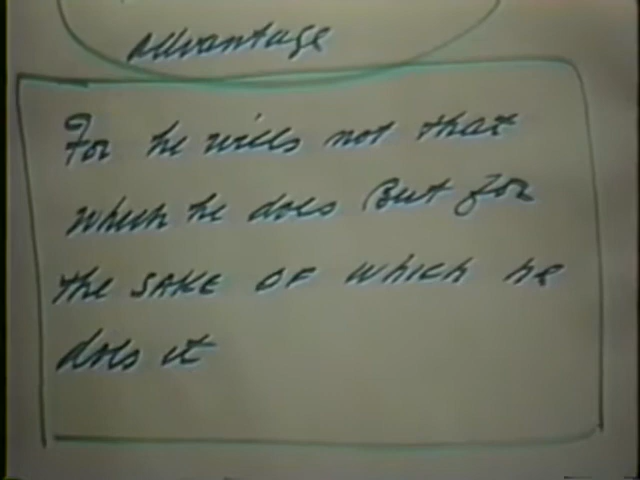 advantage
For he wills not that
which he does But for
the SAKE OF which he
does it